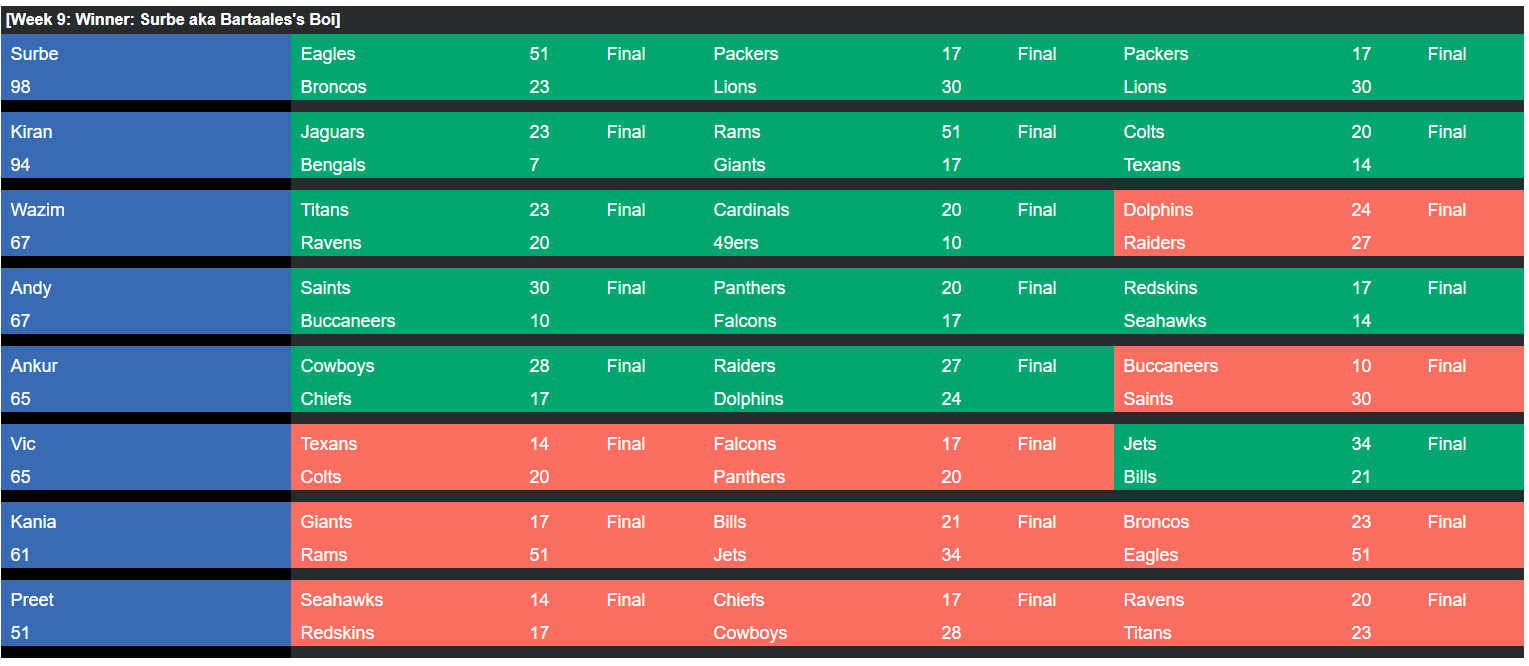 [Week 9: Winner: Surbe aka Bartaales's Boi]
Surbe Eagles 51 Final Packers 17 Final Packers 17 Final
98 Broncos 23 Lions 30 Lions 30
Kiran Jaguars 23 Final Rams 51 Final Colts 20 Final
94 Bengals 7 Giants 17 Texans 14
Wazim Titans 23 Final Cardinals 20 Final Dolphins 24 Final
67 Ravens 20 49ers 10 Raiders 27
Andy Saints 30 Final Panthers 20 Final Redskins 17 Final
67 Buccaneers 10 Falcons 17 Seahawks 14
Ankur Cowboys 28 Final Raiders 27 Final Buccaneers 10 Final
65 Chiefs 17 Dolphins 24 Saints 30
Vic Texans 14 Final Falcons 17 Final Jets 34 Final
65 Colts 20 Panthers 20 Bills 21
Kania Giants 17 Final Bills 21 Final Broncos 23 Final
61 Rams 51 Jets 34 Eagles 51
Preet Seahawks 14 Final Chiefs 17 Final Ravens 20 Final
51 Redskins 17 Cowboys 28 Titans 23